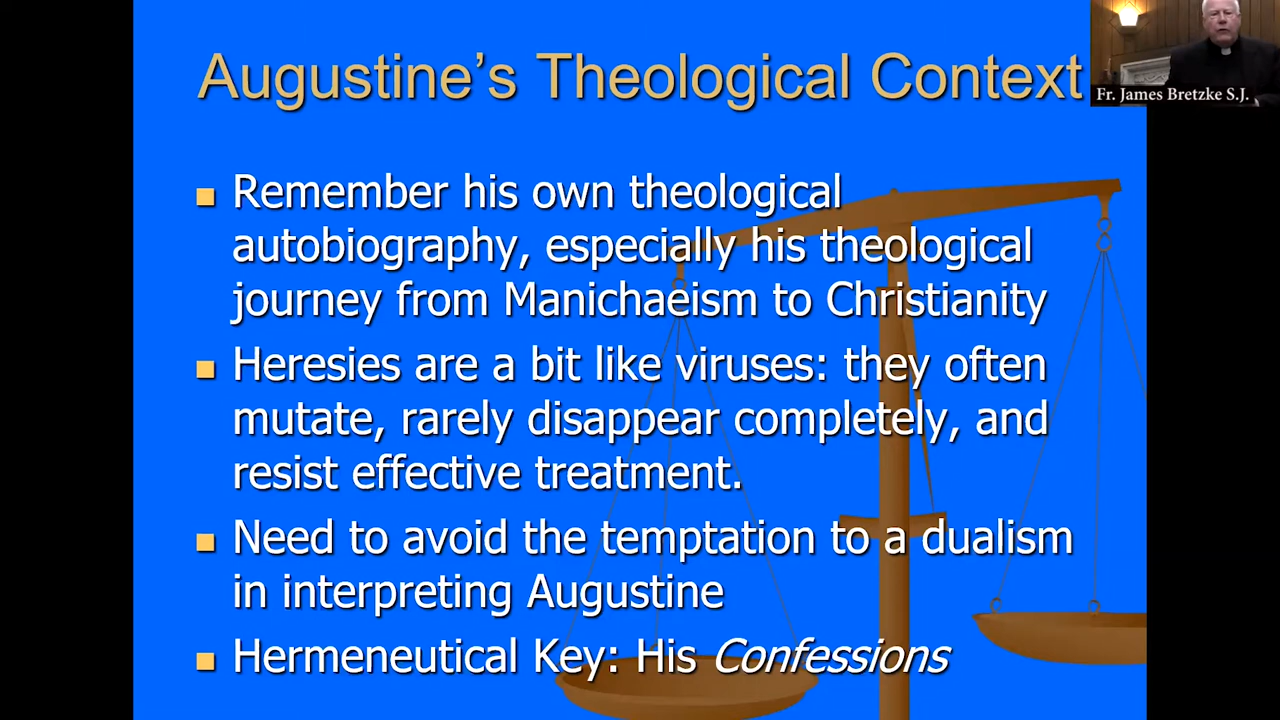 Augustine's Theological Context
Fr. James Bretzke S.J.
■ Remember his own theological
autobiography, especially his theological
journey from Manichaeism to Christianity
■ Heresies are a bit like viruses: they often
mutate, rarely disappear completely, and
resist effective treatment.
■ Need to avoid the temptation to a dualism
in interpreting Augustine
■ Hermeneutical Key: His Confessions